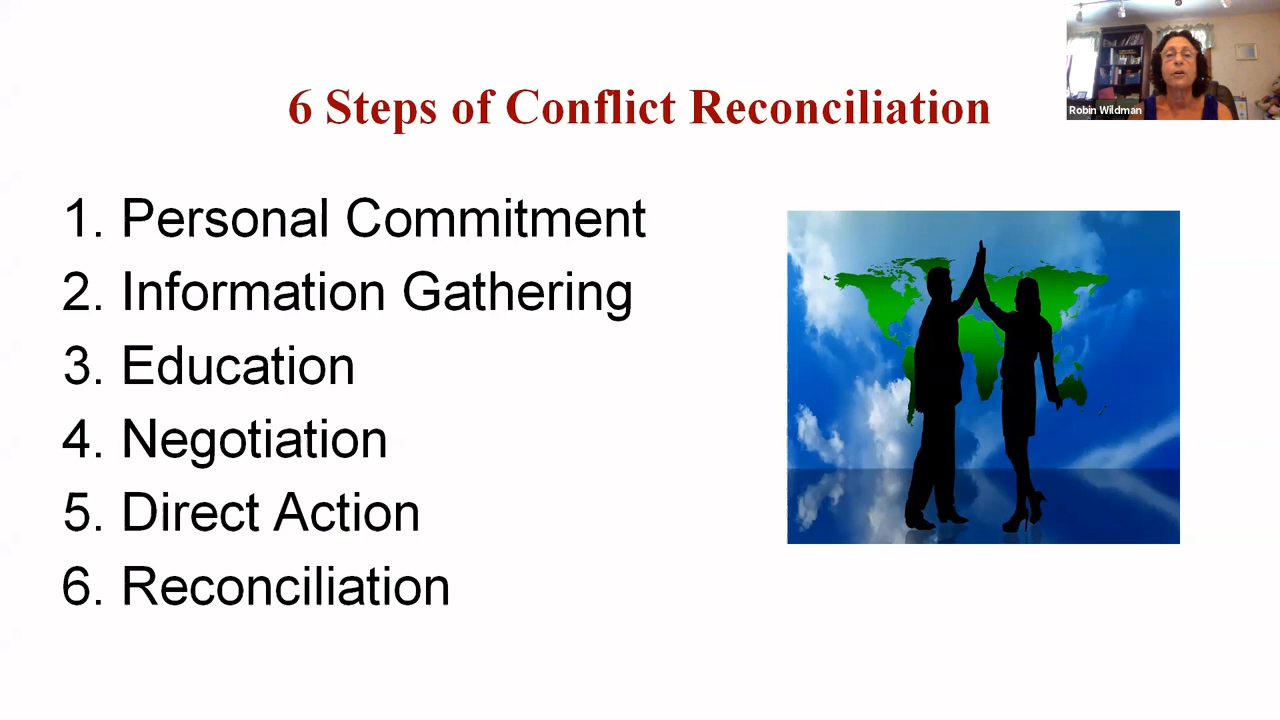 6 Steps of Conflict Reconciliation
Robin Wildman
1. Personal Commitment
2. Information Gathering
3. Education
4. Negotiation
5. Direct Action
6. Reconciliation